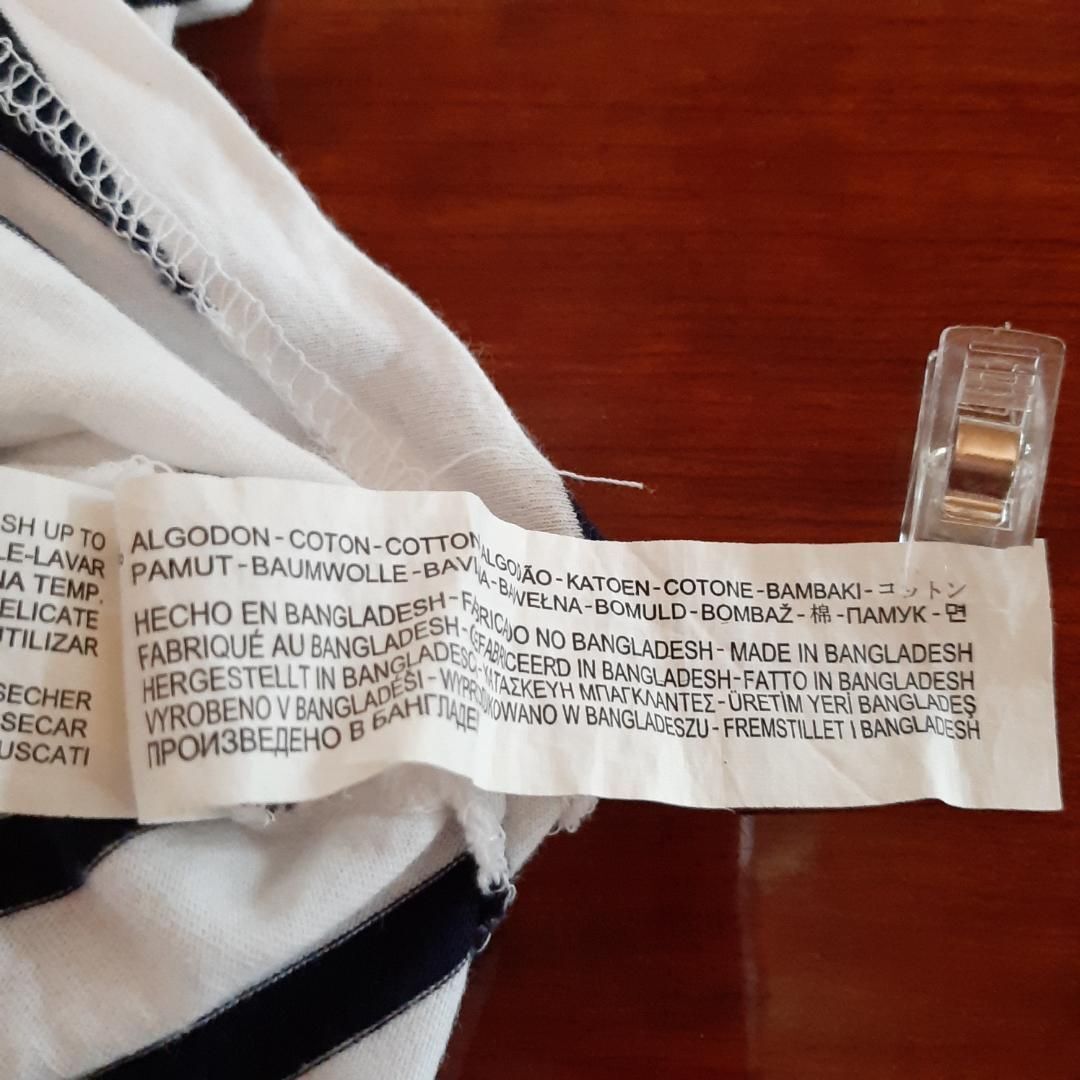 SH UP TO
LE-LAVAR
NA TEMP.
ELICATE
UTILIZAR
SECHER
SECAR
USCATI
ALGODON - COTON - COTTON ALGODÃO - KATOEN - COTONE - BAMBAKI - コットン
PAMUT - BAUMWOLLE - BAVLNA - BAWEŁNA - BOMULD - BOMBAŽ - 棉 - ПАМУК - 면
HECHO EN BANGLADESH - FABRICADO NO BANGLADESH - MADE IN BANGLADESH
FABRIQUÉ AU BANGLADESH - GEFABRICEERD IN BANGLADESH - FATTO IN BANGLADESH
HERGESTELLT IN BANGLADESCH - ΚΑΤΑΣΚΕΥΗ ΜΠΑΓΚΛΑΝΤΕΣ - ÜRETİM YERİ BANGLADEŞ
VYROBENO V BANGLADÉŠI - WYPRODUKOWANO W BANGLADESZU - FREMSTILLET I BANGLADESH
ПРОИЗВЕДЕНО В БАНГЛАДЕ